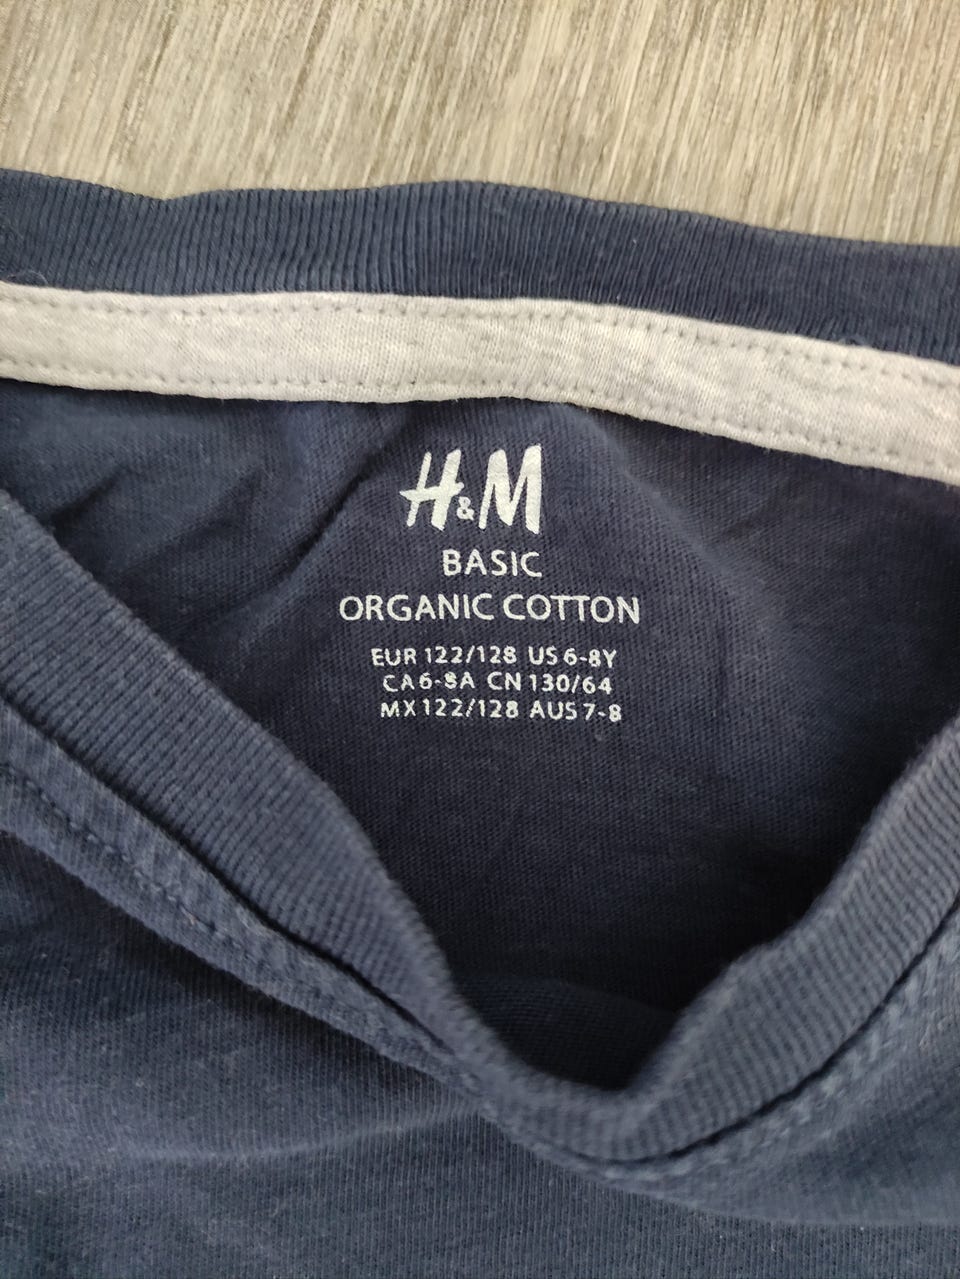 H&M
BASIC
ORGANIC COTTON
EUR 122/128 US 6-8Y
CA 6-8A CN 130/64
MX 122/128 AUS 7-8